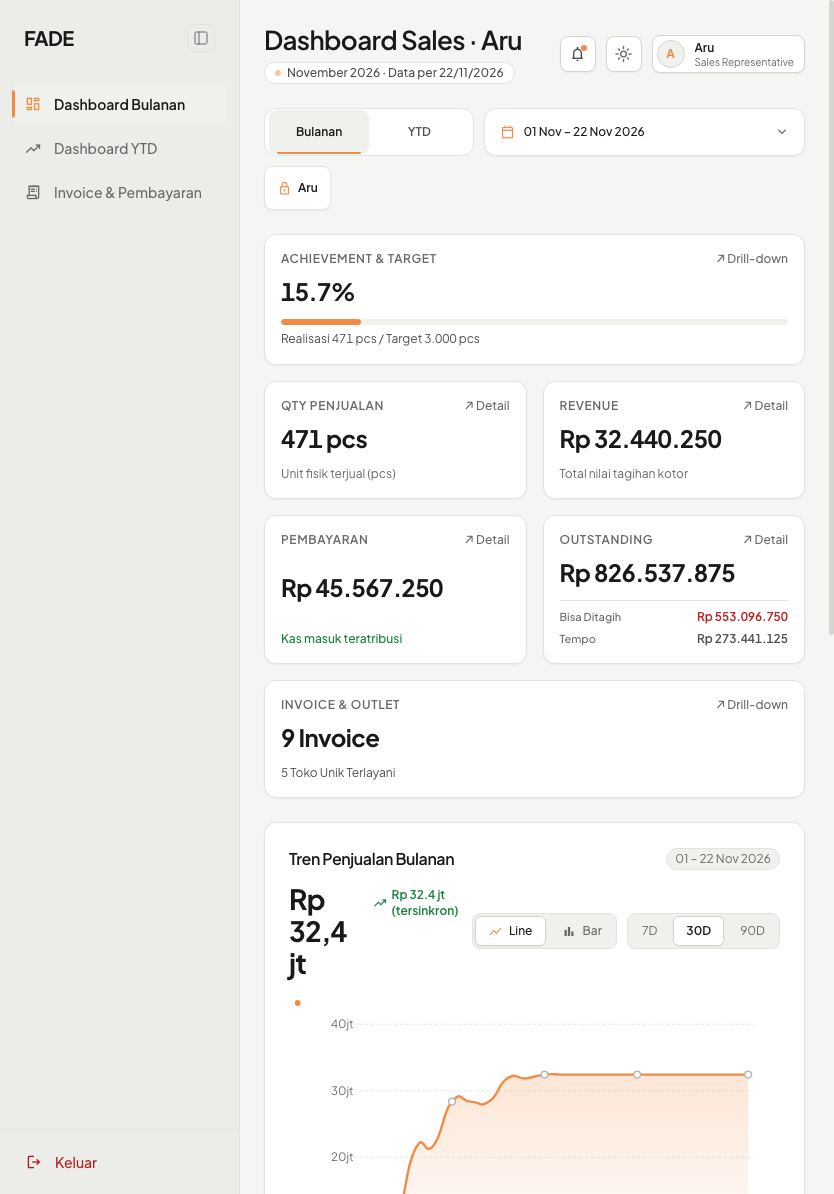 FADE
Dashboard Bulanan
Dashboard YTD
Invoice & Pembayaran
Keluar
Dashboard Sales · Aru
November 2026 · Data per 22/11/2026
A
Aru
Sales Representative
Bulanan
YTD
01 Nov – 22 Nov 2026
Aru
ACHIEVEMENT & TARGET
Drill-down
15.7%
Realisasi 471 pcs / Target 3.000 pcs
QTY PENJUALAN
Detail
471 pcs
Unit fisik terjual (pcs)
REVENUE
Detail
Rp 32.440.250
Total nilai tagihan kotor
PEMBAYARAN
Detail
Rp 45.567.250
Kas masuk teratribusi
OUTSTANDING
Detail
Rp 826.537.875
Bisa Ditagih Rp 553.096.750
Tempo Rp 273.441.125
INVOICE & OUTLET
Drill-down
9 Invoice
5 Toko Unik Terlayani
Tren Penjualan Bulanan
01 – 22 Nov 2026
Rp
32,4
jt
Rp 32.4 jt
(tersinkron)
Line
Bar
7D
30D
90D
40jt
30jt
20jt